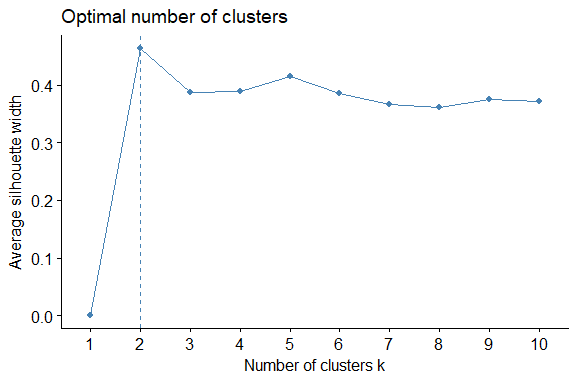 Optimal number of clusters
Average silhouette width
0.4
0.3
0.2
0.1
0.0
1 2 3 4 5 6 7 8 9 10
Number of clusters k